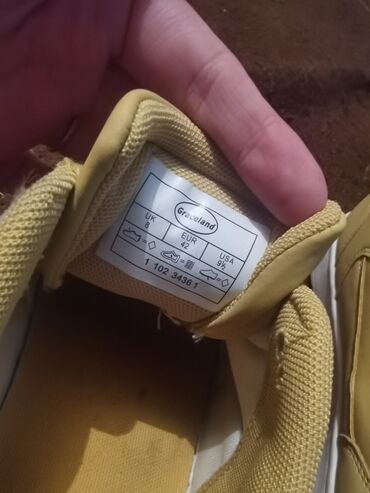 Graceland
UK EUR USA
8 42 9½
1 102 3436 1